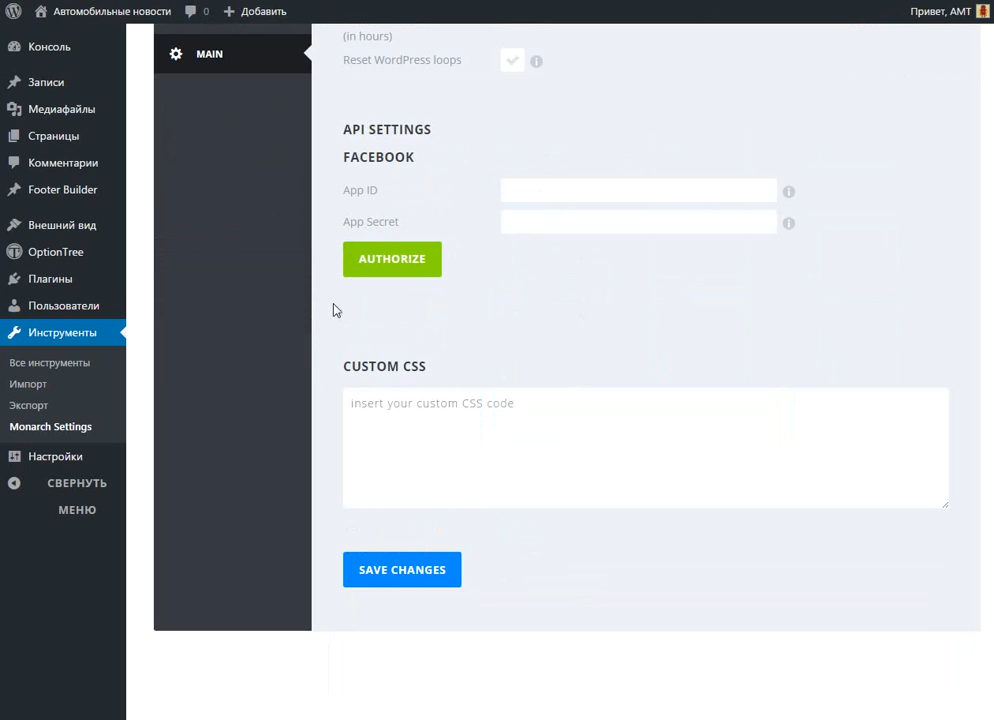 Автомобильные новости
0
Добавить
Привет, АМТ
Консоль
Записи
Медиафайлы
Страницы
Комментарии
Footer Builder
Внешний вид
OptionTree
Плагины
Пользователи
Инструменты
Все инструменты
Импорт
Экспорт
Monarch Settings
Настройки
СВЕРНУТЬ
МЕНЮ
MAIN
(in hours)
Reset WordPress loops
API SETTINGS
FACEBOOK
App ID
App Secret
AUTHORIZE
CUSTOM CSS
insert your custom CSS code
SAVE CHANGES